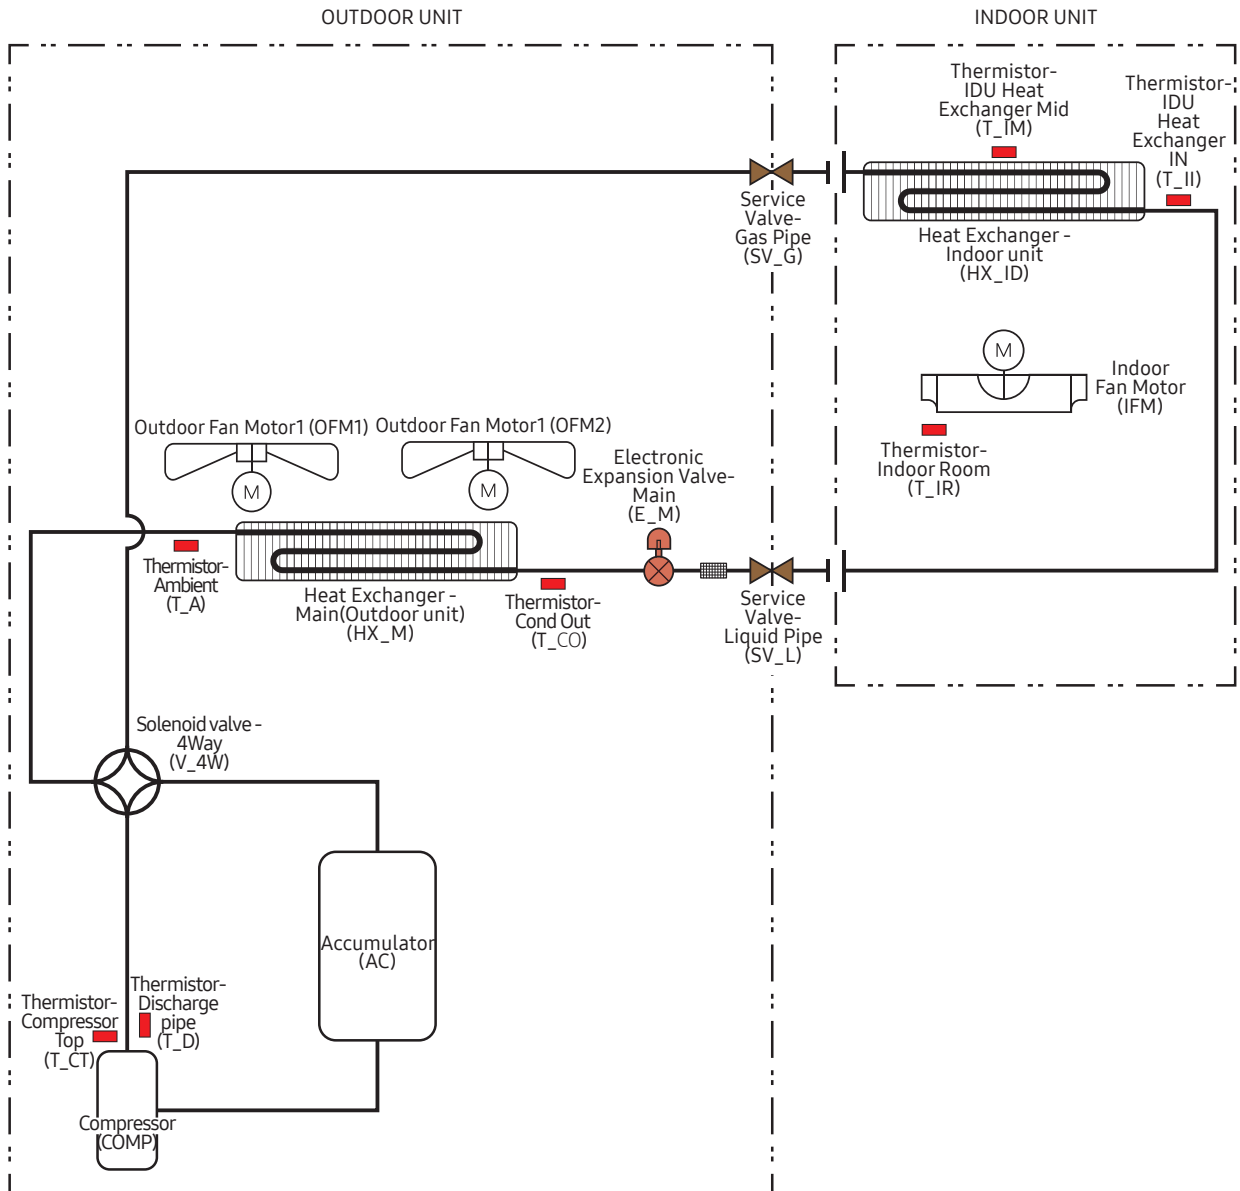 OUTDOOR UNIT
INDOOR UNIT
Thermistor-
IDU Heat
Exchanger Mid
(T_IM)
Thermistor-
IDU
Heat
Exchanger
IN
(T_II)
Service
Valve-
Gas Pipe
(SV_G)
Heat Exchanger -
Indoor unit
(HX_ID)
M
Indoor
Fan Motor
(IFM)
Thermistor-
Indoor Room
(T_IR)
Outdoor Fan Motor1 (OFM1)
Outdoor Fan Motor1 (OFM2)
M
M
Electronic
Expansion Valve-
Main
(E_M)
Thermistor-
Ambient
(T_A)
Heat Exchanger -
Main(Outdoor unit)
(HX_M)
Thermistor-
Cond Out
(T_CO)
Service
Valve-
Liquid Pipe
(SV_L)
Solenoid valve -
4Way
(V_4W)
Accumulator
(AC)
Thermistor-
Compressor
Top
(T_CT)
Thermistor-
Discharge
pipe
(T_D)
Compressor
(COMP)